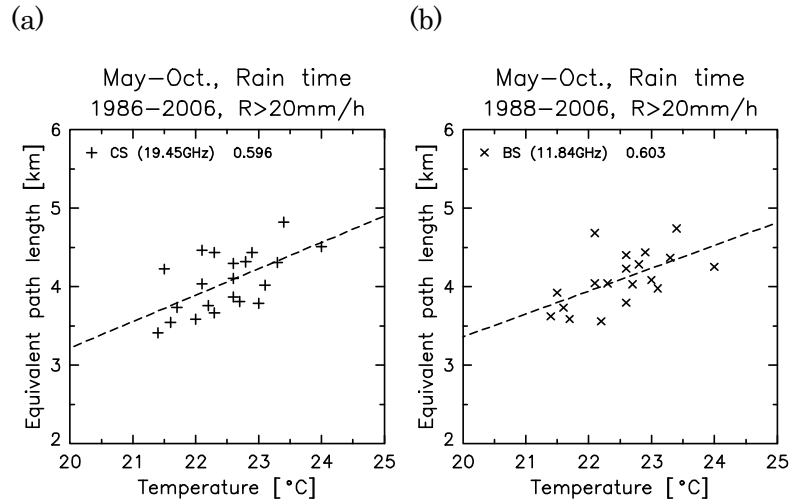 (a)
May-Oct., Rain time
1986-2006, R>20mm/h
6
5
4
3
2
Equivalent path length [km]
+ CS (19.45GHz) 0.596
20 21 22 23 24 25
Temperature [°C]
(b)
May-Oct., Rain time
1988-2006, R>20mm/h
6
5
4
3
2
Equivalent path length [km]
× BS (11.84GHz) 0.603
20 21 22 23 24 25
Temperature [°C]